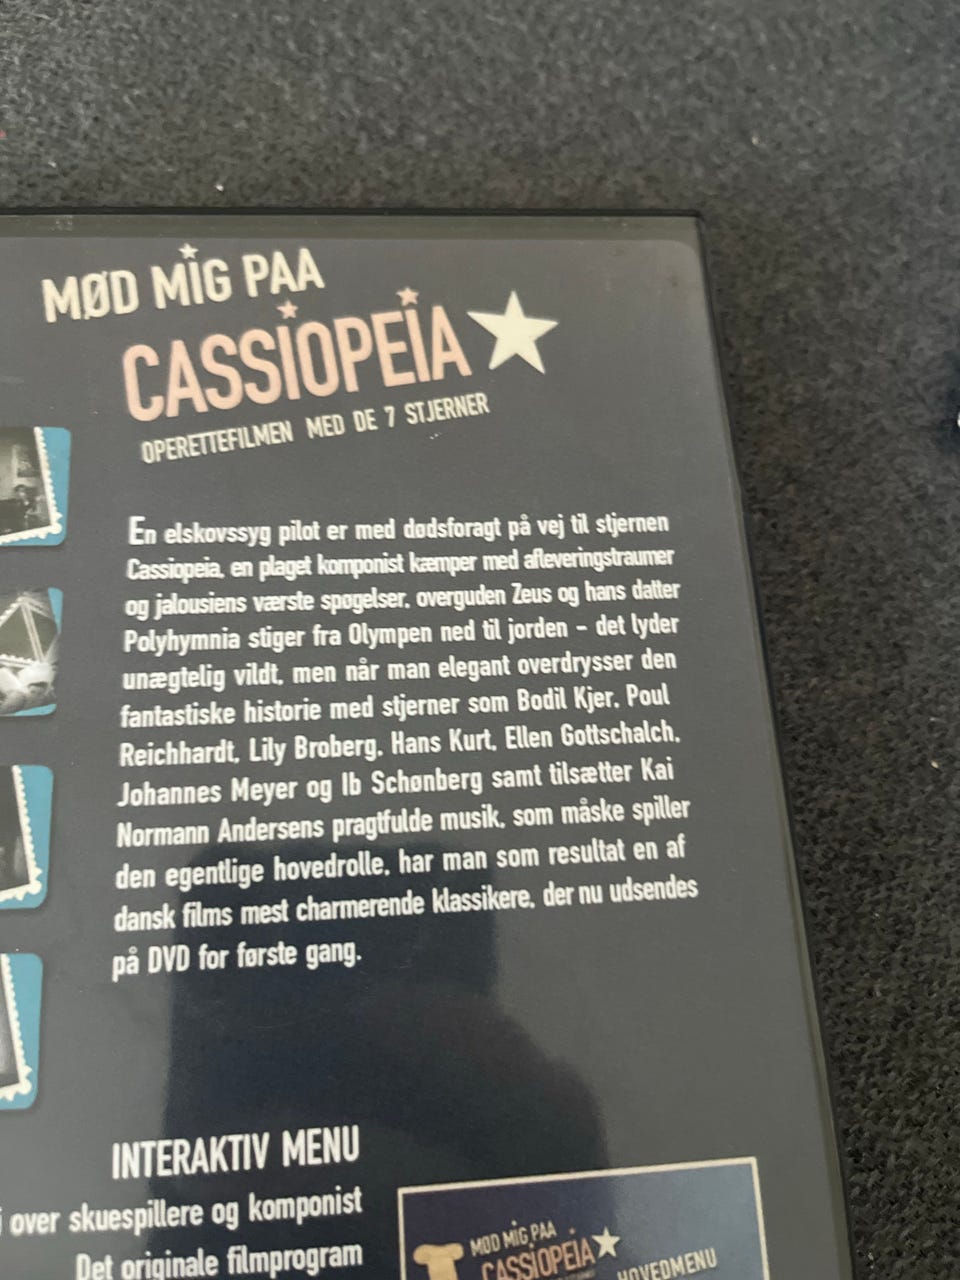 MØD MIG PAA
CASSIOPEIA
OPERETTEFILMEN MED DE 7 STJERNER
En elskovssyg pilot er med dødsforagt på vej til stjernen
Cassiopeia, en plaget komponist kæmper med afleveringstraumer
og jalousiens værste spøgelser, overguden Zeus og hans datter
Polyhymnia stiger fra Olympen ned til jorden – det lyder
unægtelig vildt, men når man elegant overdrysser den
fantastiske historie med stjerner som Bodil Kjer, Poul
Reichhardt, Lily Broberg, Hans Kurt, Ellen Gottschalch,
Johannes Meyer og Ib Schønberg samt tilsætter Kai
Normann Andersens pragtfulde musik, som måske spiller
den egentlige hovedrolle, har man som resultat en af
dansk films mest charmerende klassikere, der nu udsendes
på DVD for første gang.
INTERAKTIV MENU
over skuespillere og komponist
Det originale filmprogram
MØD MIG PAA
CASSIOPEIA
HOVEDMENU